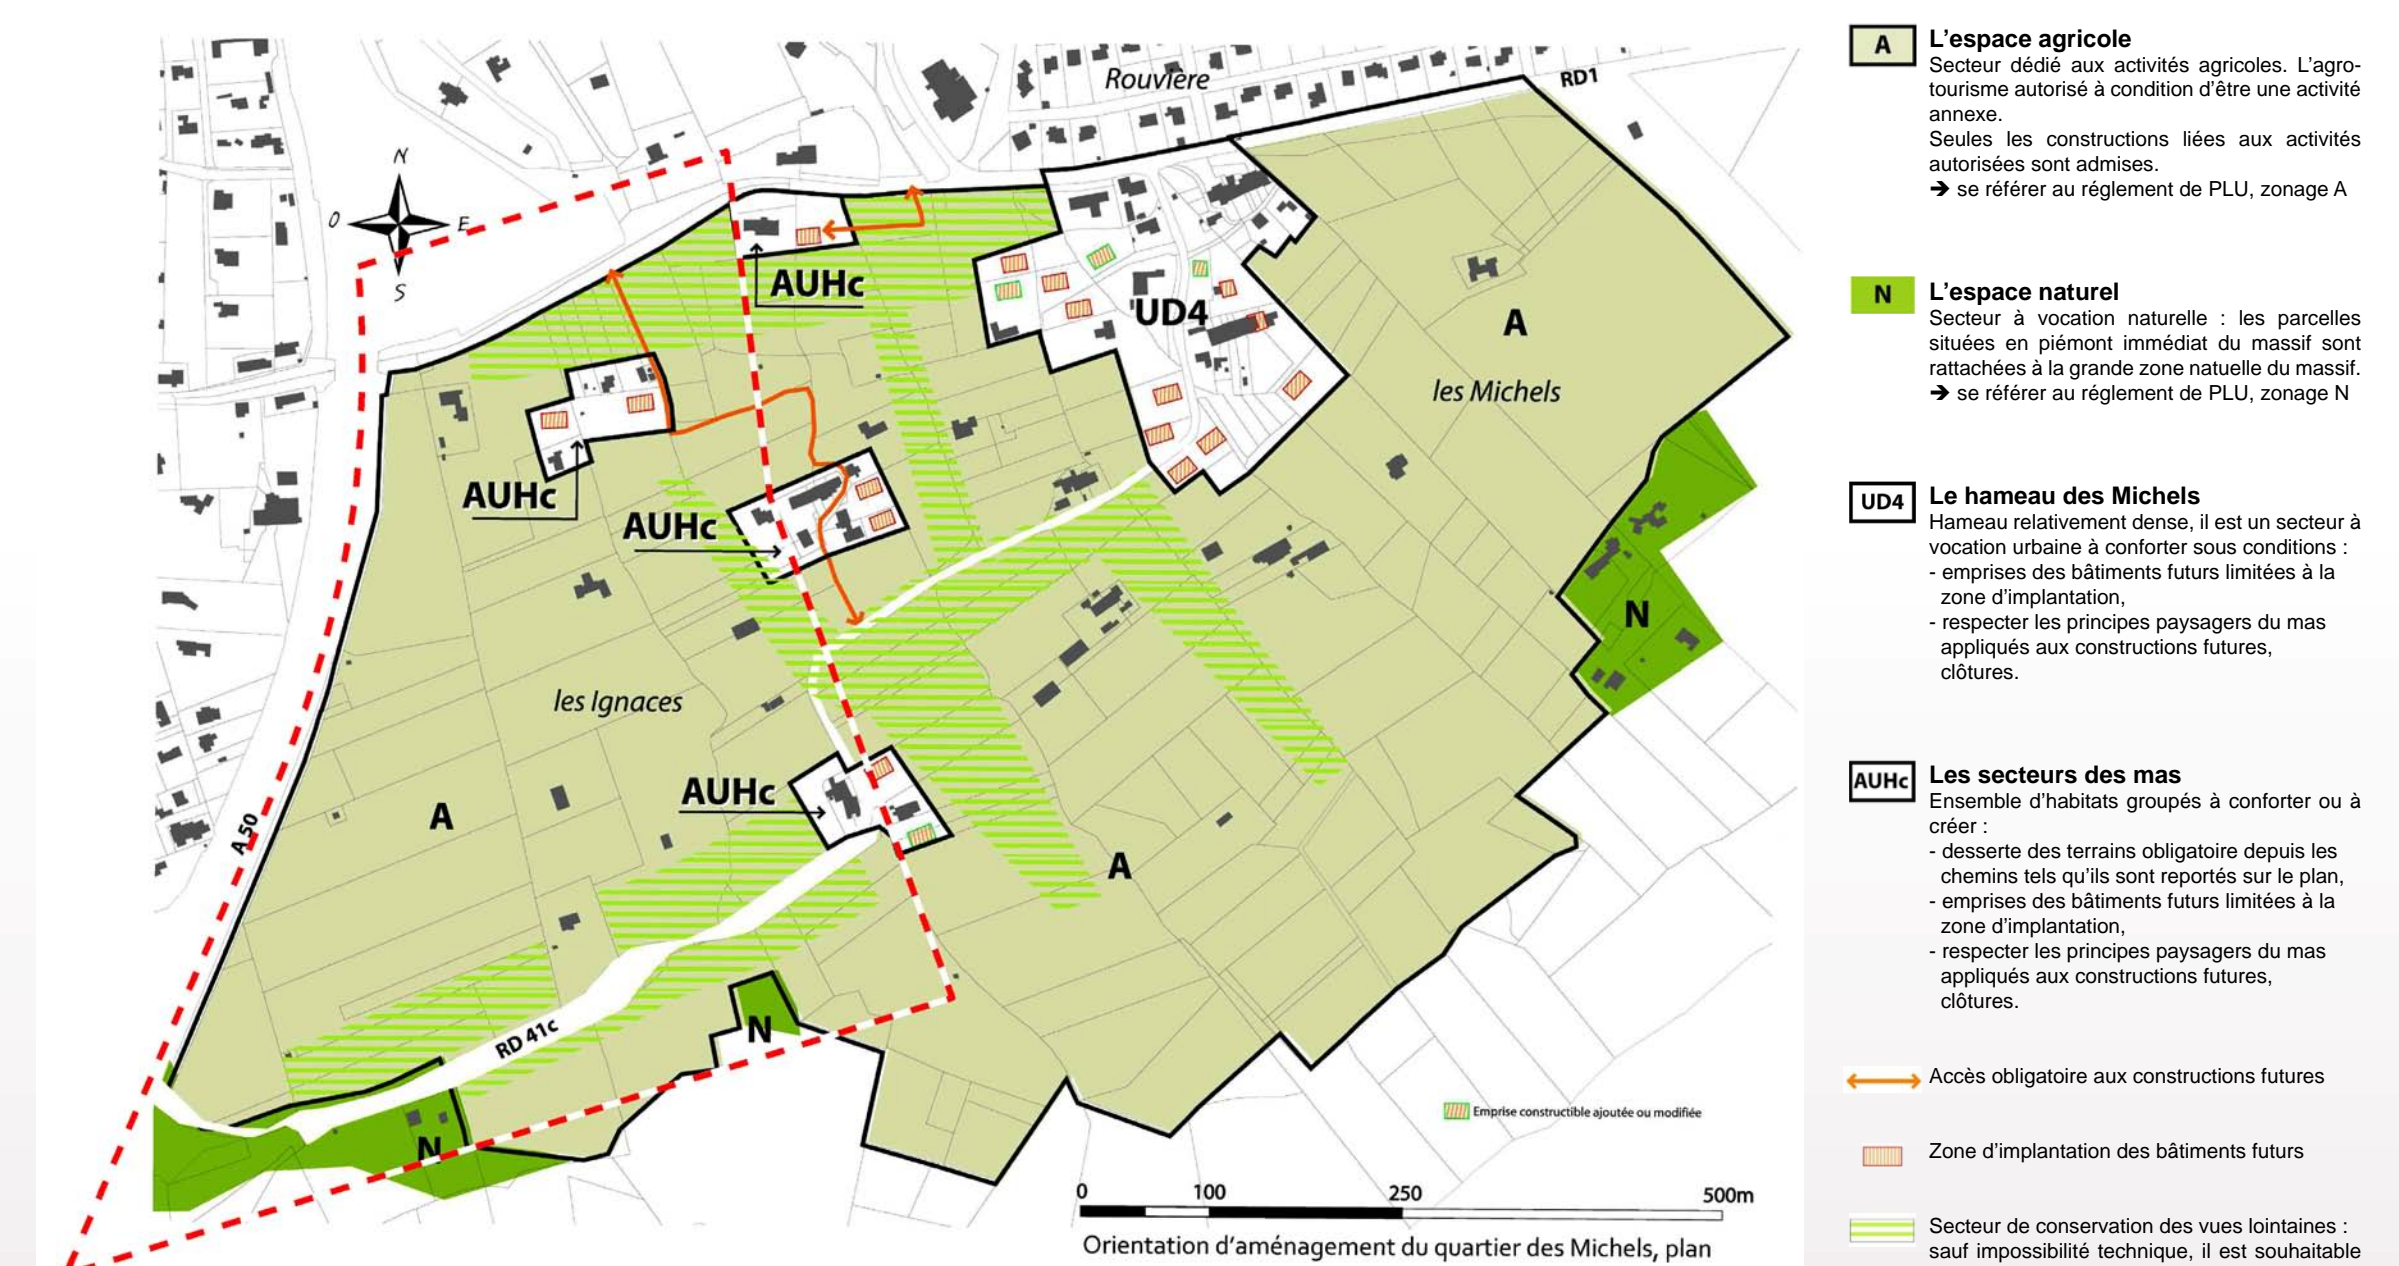 Rouvière
RD1
N
O
E
S
AUHc
UD4
A
les Michels
AUHc
AUHc
N
les Ignaces
AUHc
A
A50
A
N
RD 41c
N
Emprise constructible ajoutée ou modifiée
0 100 250 500m
Orientation d'aménagement du quartier des Michels, plan
A
L'espace agricole
Secteur dédié aux activités agricoles. L'agro-
tourisme autorisé à condition d'être une activité
annexe.
Seules les constructions liées aux activités
autorisées sont admises.
➔ se référer au réglement de PLU, zonage A
N
L'espace naturel
Secteur à vocation naturelle : les parcelles
situées en piémont immédiat du massif sont
rattachées à la grande zone natuelle du massif.
➔ se référer au réglement de PLU, zonage N
UD4
Le hameau des Michels
Hameau relativement dense, il est un secteur à
vocation urbaine à conforter sous conditions :
- emprises des bâtiments futurs limitées à la
zone d'implantation,
- respecter les principes paysagers du mas
appliqués aux constructions futures,
clôtures.
AUHc
Les secteurs des mas
Ensemble d'habitats groupés à conforter ou à
créer :
- desserte des terrains obligatoire depuis les
chemins tels qu'ils sont reportés sur le plan,
- emprises des bâtiments futurs limitées à la
zone d'implantation,
- respecter les principes paysagers du mas
appliqués aux constructions futures,
clôtures.
Accès obligatoire aux constructions futures
Zone d'implantation des bâtiments futurs
Secteur de conservation des vues lointaines :
sauf impossibilité technique, il est souhaitable